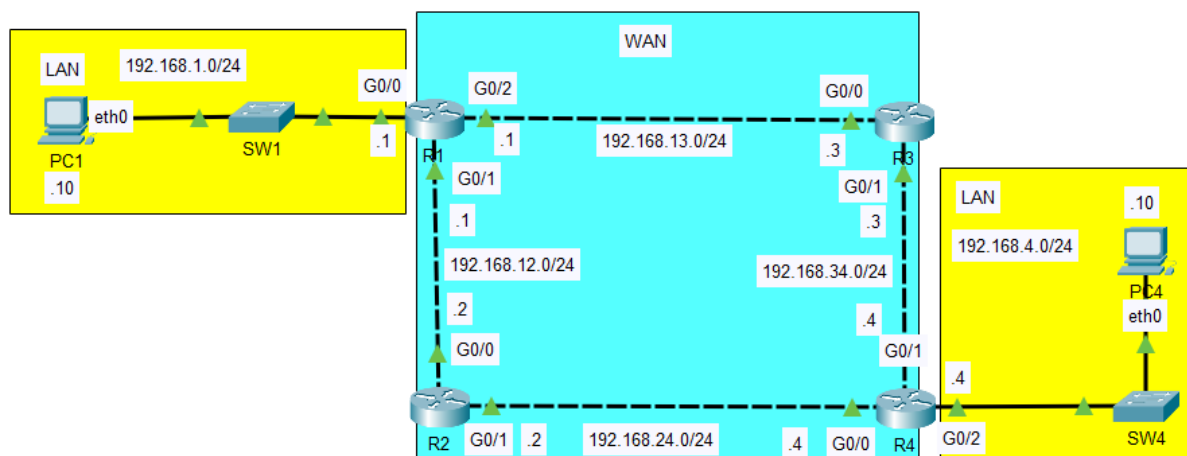 WAN
LAN
192.168.1.0/24
G0/0
eth0
PC1
.10
SW1
.1
R1
G0/2
.1
192.168.13.0/24
G0/0
.3
R3
G0/1
.1
192.168.12.0/24
.2
G0/0
G0/1
.3
192.168.34.0/24
.4
G0/1
LAN
.10
192.168.4.0/24
PC4
eth0
R2
G0/1
.2
192.168.24.0/24
.4
G0/0
R4
.4
G0/2
SW4